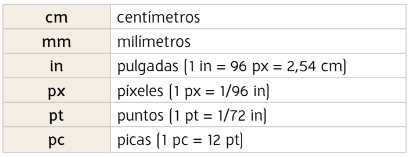 cm centímetros
mm milímetros
in pulgadas (1 in = 96 px = 2,54 cm)
px píxeles (1 px = 1/96 in)
pt puntos (1 pt = 1/72 in)
pc picas (1 pc = 12 pt)